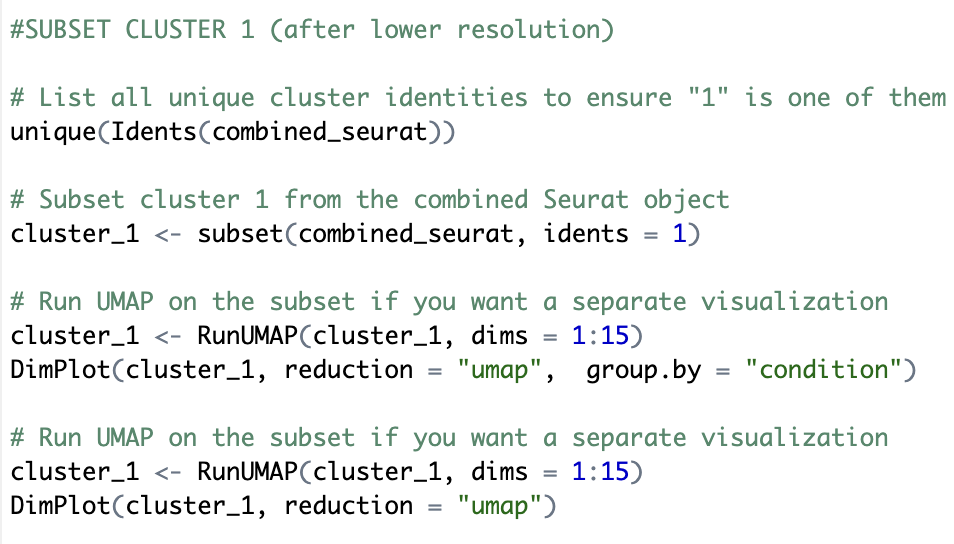 #SUBSET CLUSTER 1 (after lower resolution)
# List all unique cluster identities to ensure "1" is one of them
unique(Idents(combined_seurat))
# Subset cluster 1 from the combined Seurat object
cluster_1 <- subset(combined_seurat, idents = 1)
# Run UMAP on the subset if you want a separate visualization
cluster_1 <- RunUMAP(cluster_1, dims = 1:15)
DimPlot(cluster_1, reduction = "umap",  group.by = "condition")
# Run UMAP on the subset if you want a separate visualization
cluster_1 <- RunUMAP(cluster_1, dims = 1:15)
DimPlot(cluster_1, reduction = "umap")